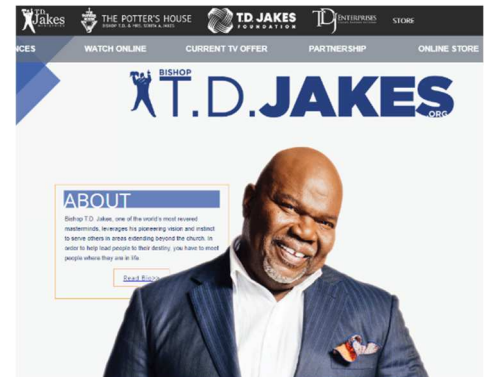 T.D. Jakes
THE POTTER'S HOUSE
BISHOP T.D. & MRS. SERITA A. JAKES
T.D. JAKES
FOUNDATION
TDJ ENTERPRISES
STORE
NCES
WATCH ONLINE
CURRENT TV OFFER
PARTNERSHIP
ONLINE STORE
BISHOP
T.D.JAKES
.ORG
ABOUT
Bishop T.D. Jakes, one of the world's most revered
masterminds, leverages his pioneering vision and instinct
to serve others in areas extending beyond the church. In
order to help lead people to their destiny, you have to meet
people where they are in life.
Read Bio>>